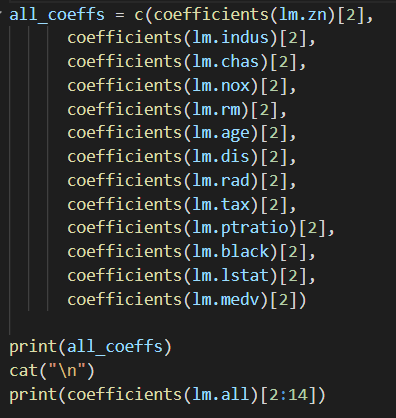 all_coeffs = c(coefficients(lm.zn)[2],
coefficients(lm.indus)[2],
coefficients(lm.chas)[2],
coefficients(lm.nox)[2],
coefficients(lm.rm)[2],
coefficients(lm.age)[2],
coefficients(lm.dis)[2],
coefficients(lm.rad)[2],
coefficients(lm.tax)[2],
coefficients(lm.ptratio)[2],
coefficients(lm.black)[2],
coefficients(lm.lstat)[2],
coefficients(lm.medv)[2])
print(all_coeffs)
cat("\n")
print(coefficients(lm.all)[2:14])